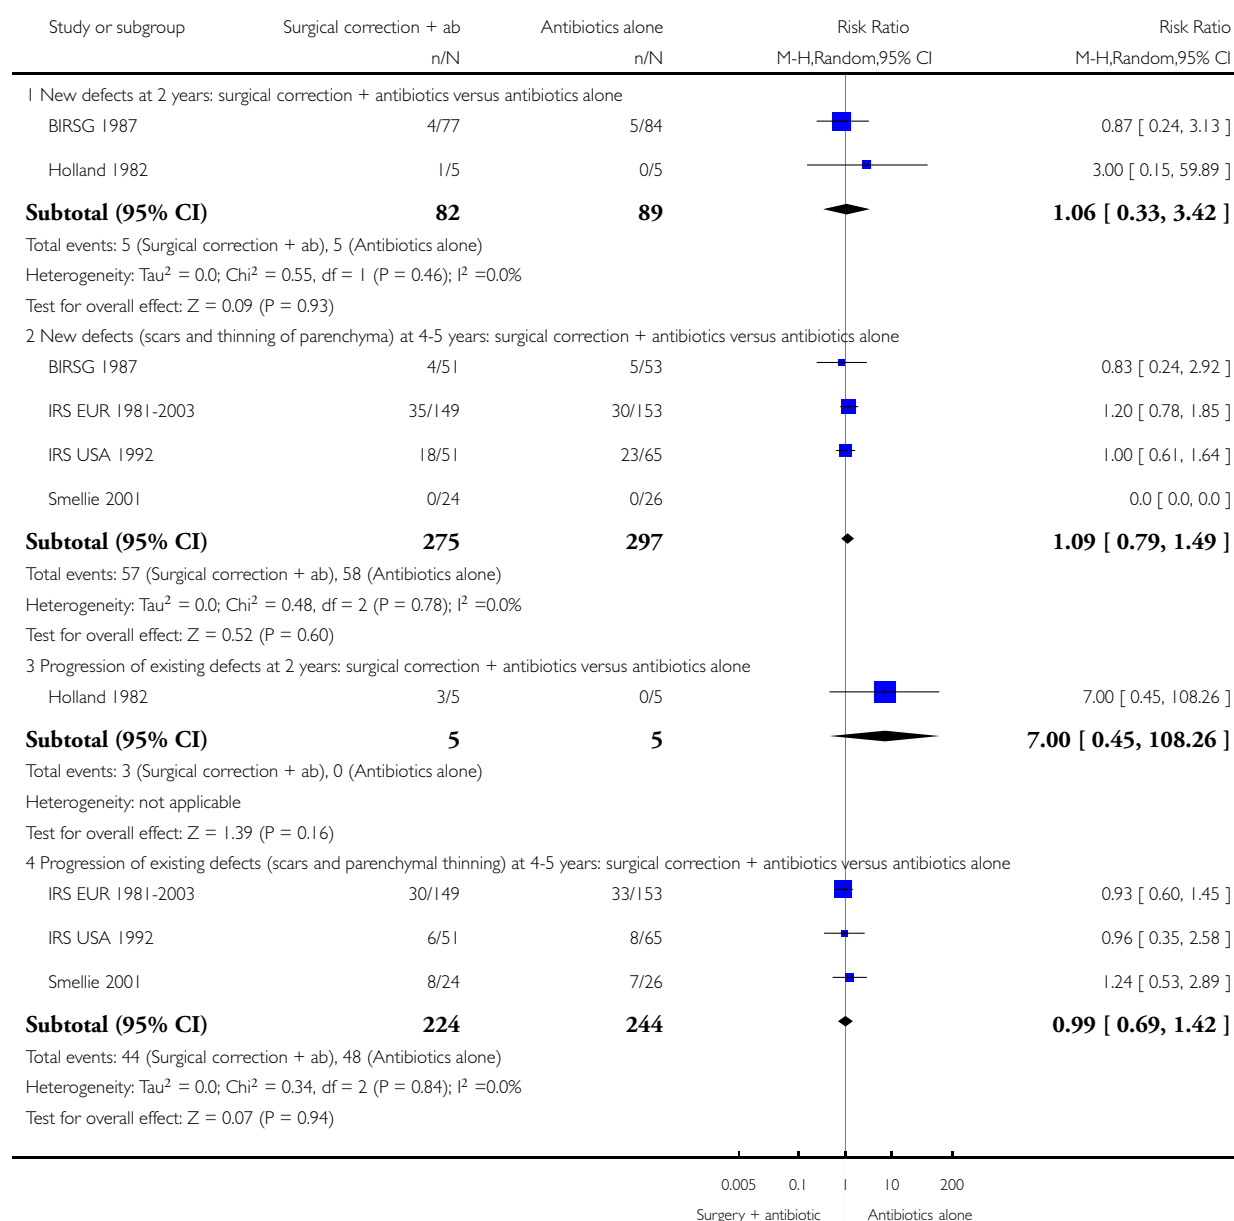 Study or subgroup Surgical correction + ab Antibiotics alone Risk Ratio Risk Ratio
n/N n/N M-H,Random,95% CI M-H,Random,95% CI
1 New defects at 2 years: surgical correction + antibiotics versus antibiotics alone
BIRSG 1987 4/77 5/84 0.87 [ 0.24, 3.13 ]
Holland 1982 1/5 0/5 3.00 [ 0.15, 59.89 ]
Subtotal (95% CI) 82 89 1.06 [ 0.33, 3.42 ]
Total events: 5 (Surgical correction + ab), 5 (Antibiotics alone)
Heterogeneity: Tau² = 0.0; Chi² = 0.55, df = 1 (P = 0.46); I² =0.0%
Test for overall effect: Z = 0.09 (P = 0.93)
2 New defects (scars and thinning of parenchyma) at 4-5 years: surgical correction + antibiotics versus antibiotics alone
BIRSG 1987 4/51 5/53 0.83 [ 0.24, 2.92 ]
IRS EUR 1981-2003 35/149 30/153 1.20 [ 0.78, 1.85 ]
IRS USA 1992 18/51 23/65 1.00 [ 0.61, 1.64 ]
Smellie 2001 0/24 0/26 0.0 [ 0.0, 0.0 ]
Subtotal (95% CI) 275 297 1.09 [ 0.79, 1.49 ]
Total events: 57 (Surgical correction + ab), 58 (Antibiotics alone)
Heterogeneity: Tau² = 0.0; Chi² = 0.48, df = 2 (P = 0.78); I² =0.0%
Test for overall effect: Z = 0.52 (P = 0.60)
3 Progression of existing defects at 2 years: surgical correction + antibiotics versus antibiotics alone
Holland 1982 3/5 0/5 7.00 [ 0.45, 108.26 ]
Subtotal (95% CI) 5 5 7.00 [ 0.45, 108.26 ]
Total events: 3 (Surgical correction + ab), 0 (Antibiotics alone)
Heterogeneity: not applicable
Test for overall effect: Z = 1.39 (P = 0.16)
4 Progression of existing defects (scars and parenchymal thinning) at 4-5 years: surgical correction + antibiotics versus antibiotics alone
IRS EUR 1981-2003 30/149 33/153 0.93 [ 0.60, 1.45 ]
IRS USA 1992 6/51 8/65 0.96 [ 0.35, 2.58 ]
Smellie 2001 8/24 7/26 1.24 [ 0.53, 2.89 ]
Subtotal (95% CI) 224 244 0.99 [ 0.69, 1.42 ]
Total events: 44 (Surgical correction + ab), 48 (Antibiotics alone)
Heterogeneity: Tau² = 0.0; Chi² = 0.34, df = 2 (P = 0.84); I² =0.0%
Test for overall effect: Z = 0.07 (P = 0.94)
0.005 0.1 1 10 200
Surgery + antibiotic Antibiotics alone